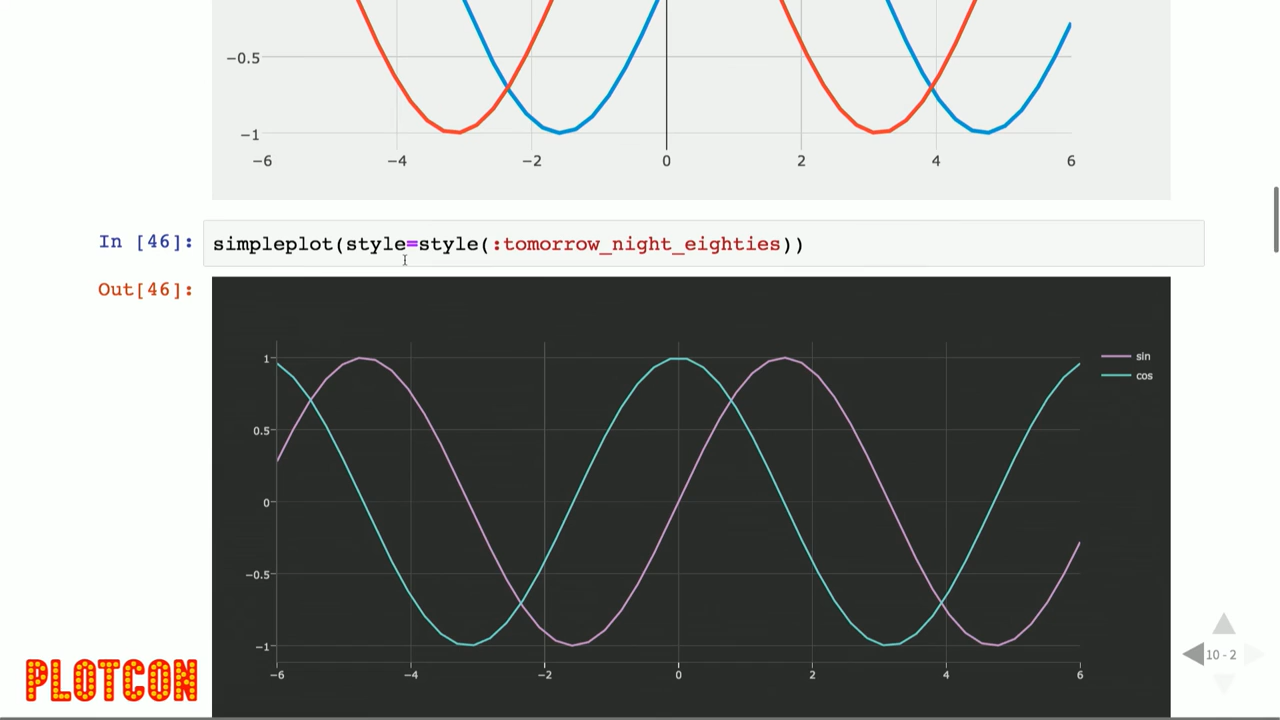 −0.5
−1
−6 −4 −2 0 2 4 6
In [46]: simpleplot(style=style(:tomorrow_night_eighties))
Out[46]:
1
0.5
0
−0.5
−1
−6 −4 −2 0 2 4 6
sin
cos
PLOTCON
10 - 2